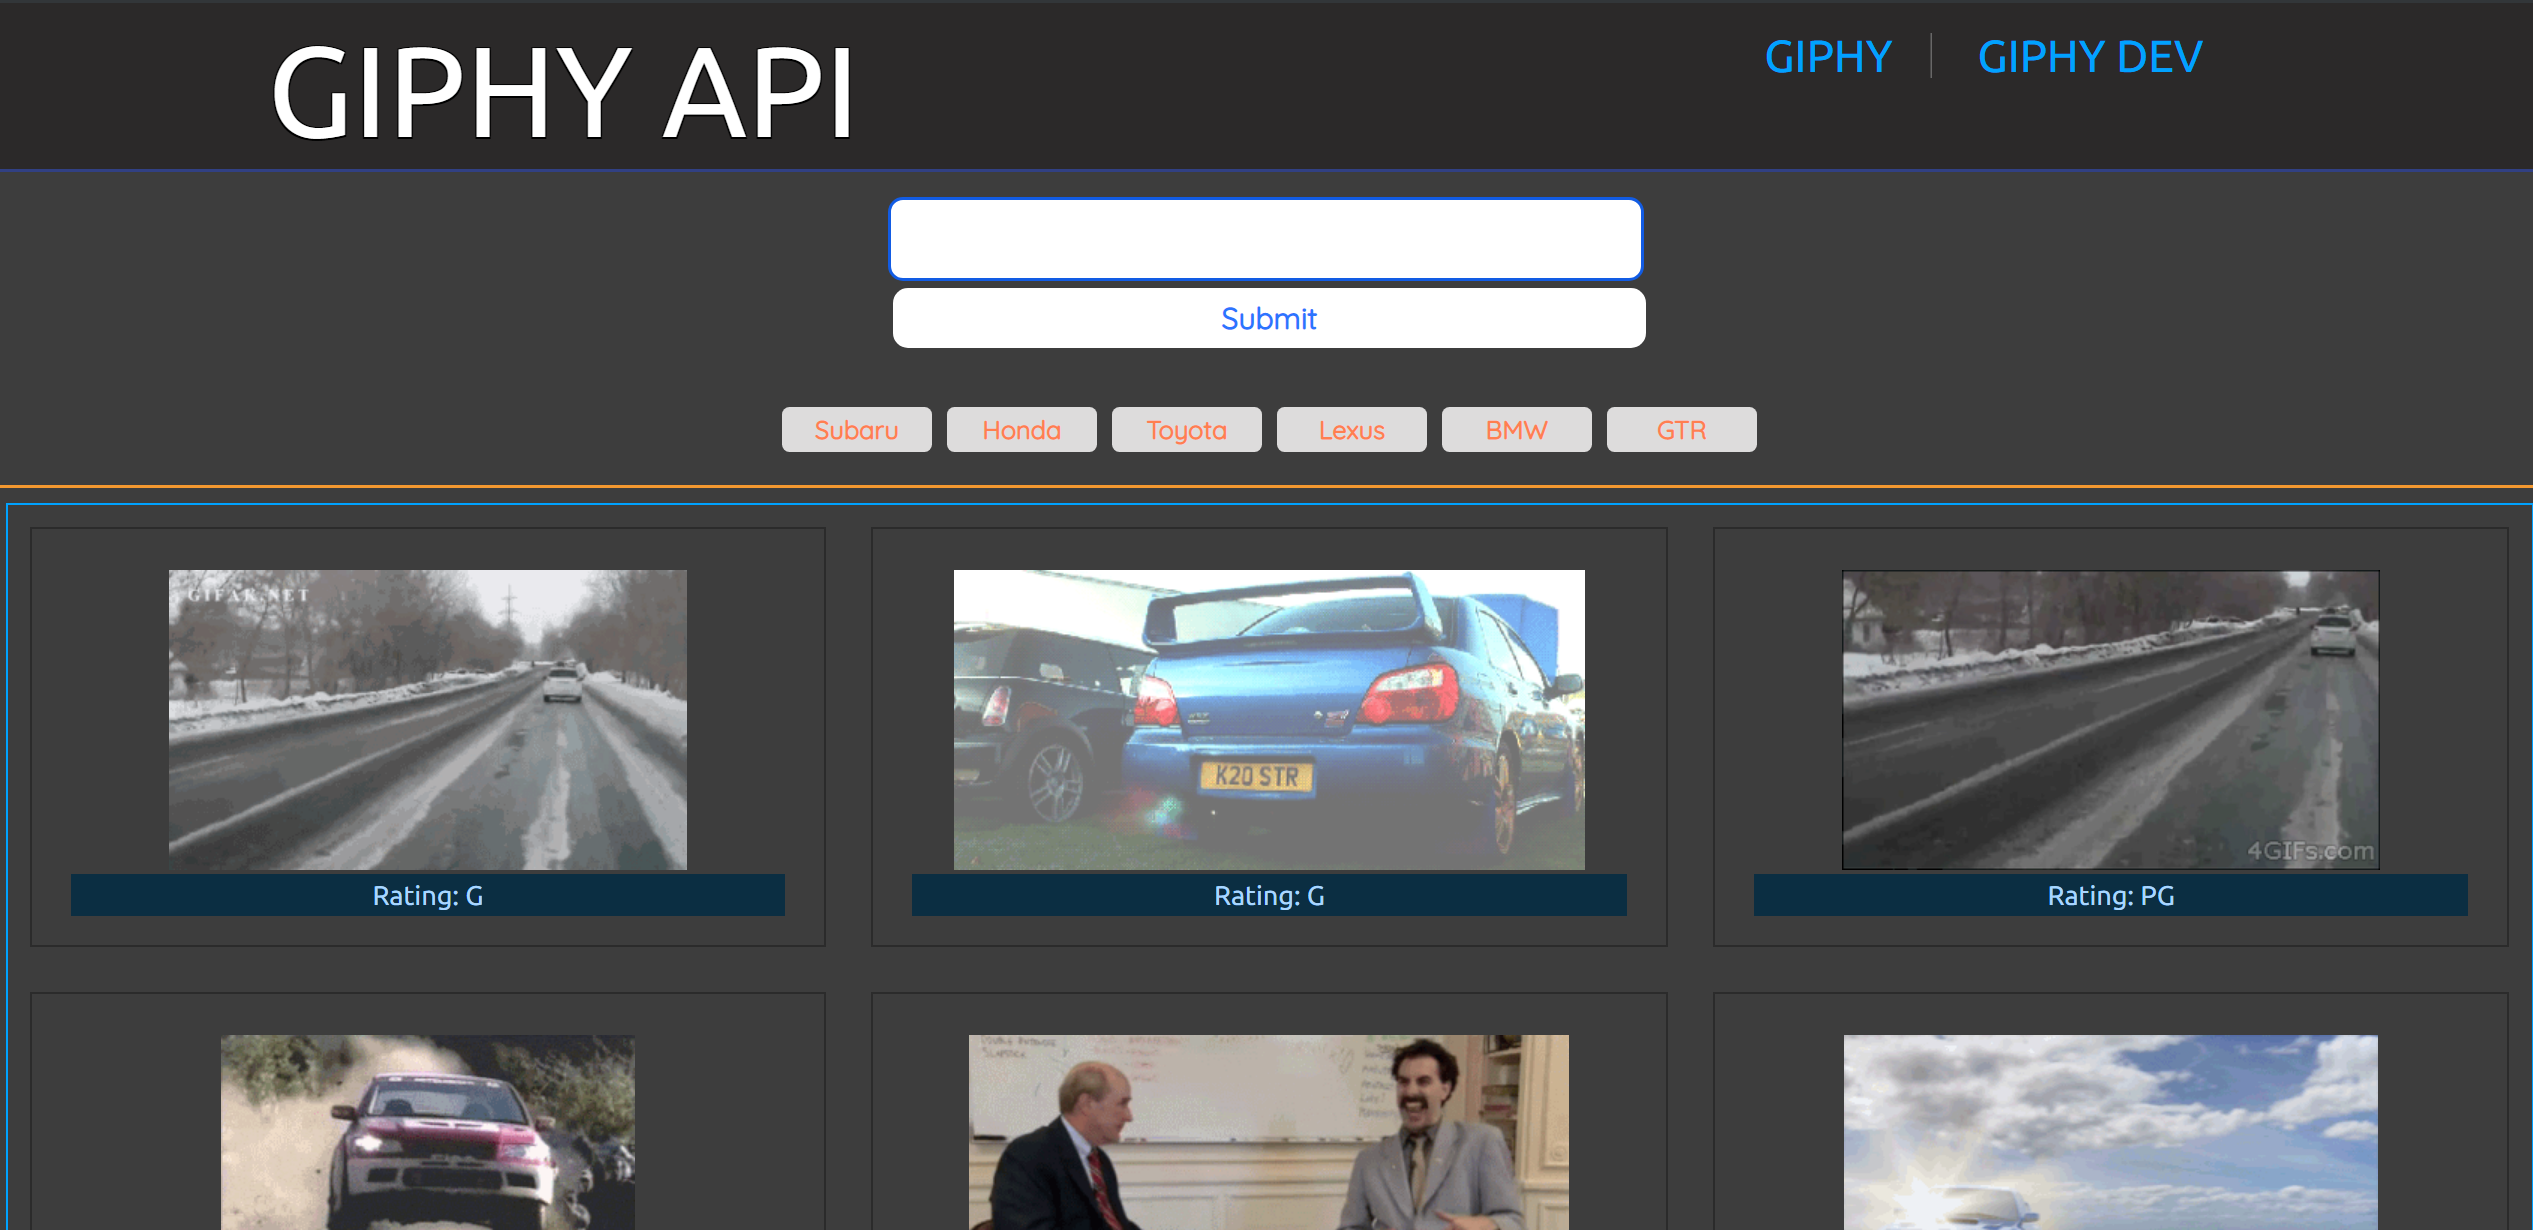 GIPHY API
GIPHY
GIPHY DEV
Submit
Subaru
Honda
Toyota
Lexus
BMW
GTR
GIFAK.NET
K20 STR
4GIFs.com
Rating: G
Rating: G
Rating: PG